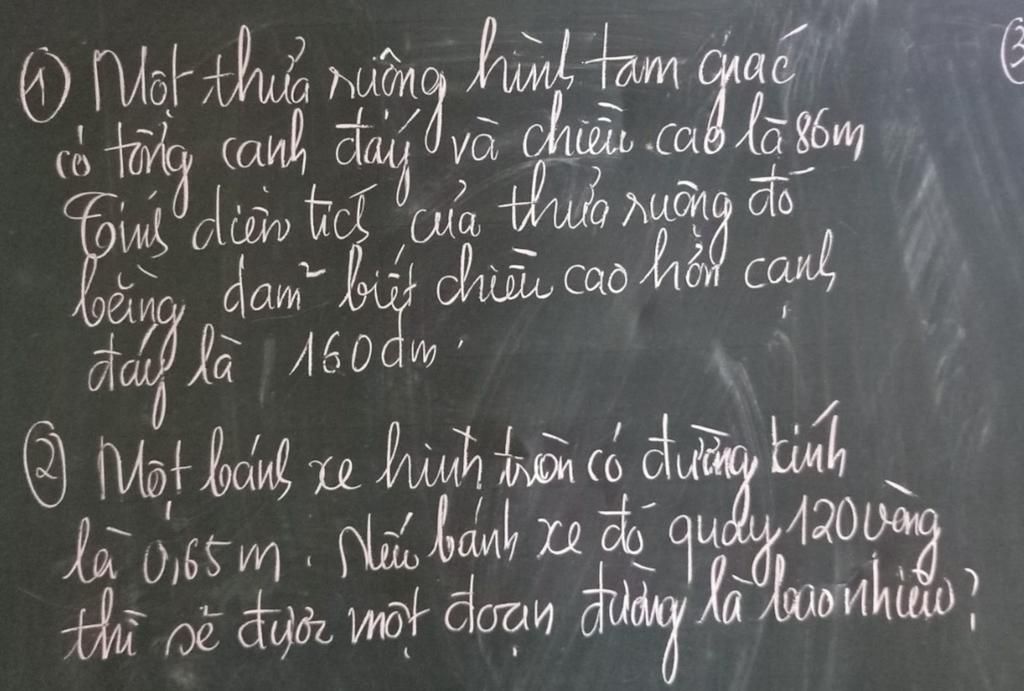 ① Một thửa ruộng hình tam giác
có tổng cạnh đáy và chiều cao là 86m
Tính diện tích của thửa ruộng đó
bằng dam² biết chiều cao hơn cạnh
đáy là 160dm.
② Một bánh xe hình tròn có đường kính
là 0,65m. Nếu bánh xe đó quay 120 vòng
thì sẽ được một đoạn đường là bao nhiêu?
③